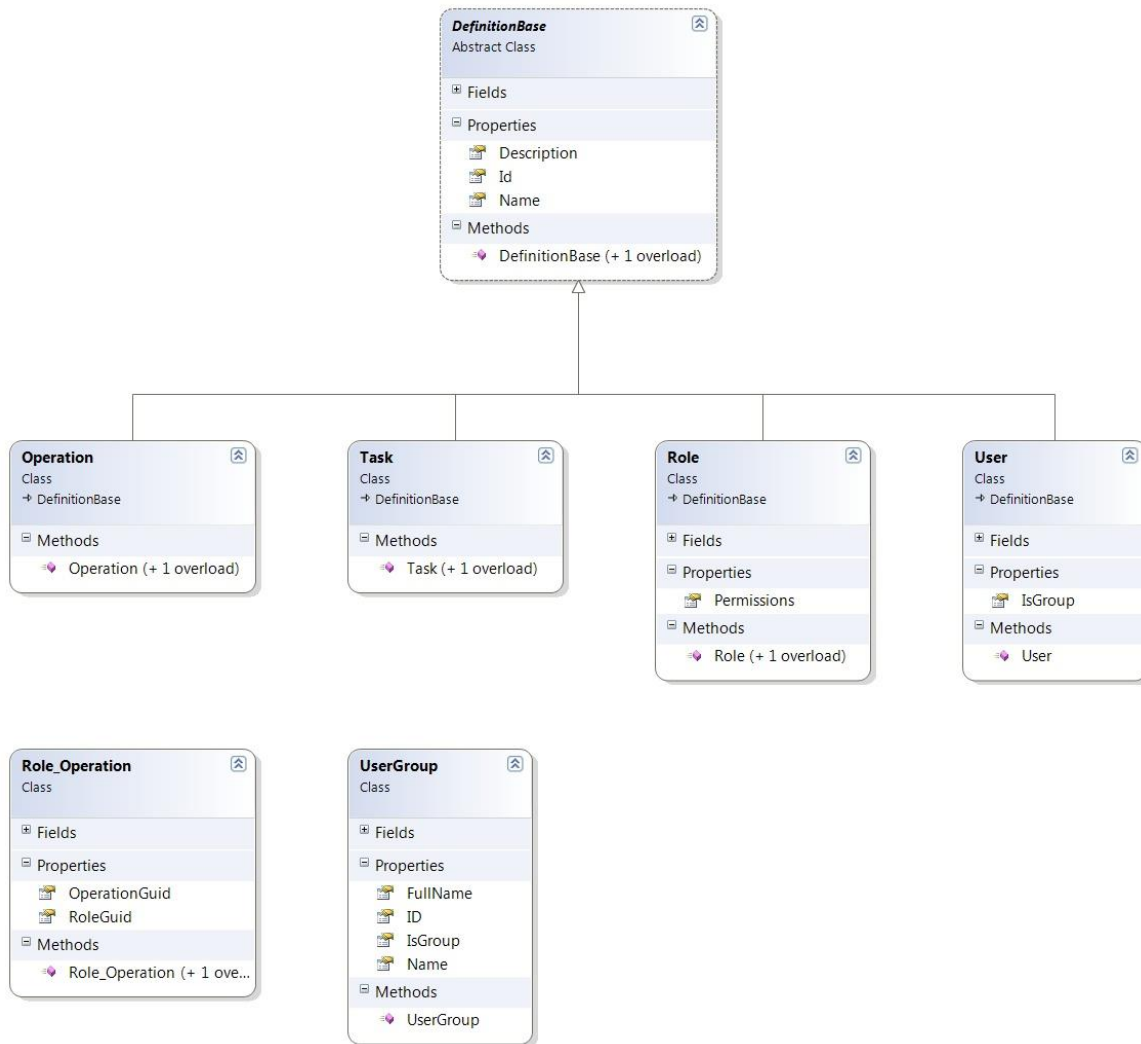 DefinitionBase
Abstract Class
Fields
Properties
Description
Id
Name
Methods
DefinitionBase (+ 1 overload)
Operation
Class
DefinitionBase
Methods
Operation (+ 1 overload)
Task
Class
DefinitionBase
Methods
Task (+ 1 overload)
Role
Class
DefinitionBase
Fields
Properties
Permissions
Methods
Role (+ 1 overload)
User
Class
DefinitionBase
Fields
Properties
IsGroup
Methods
User
Role_Operation
Class
Fields
Properties
OperationGuid
RoleGuid
Methods
Role_Operation (+ 1 ove...
UserGroup
Class
Fields
Properties
FullName
ID
IsGroup
Name
Methods
UserGroup